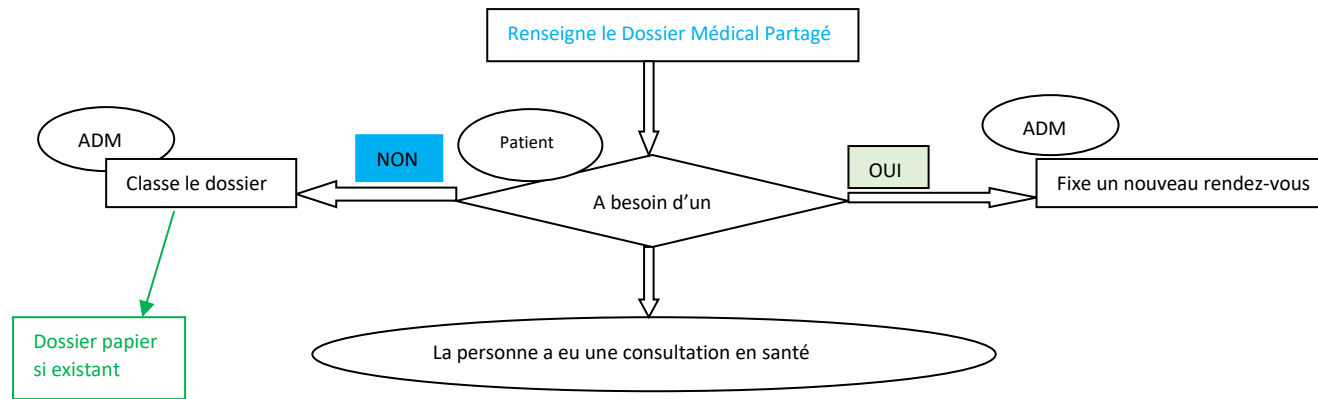 Renseigne le Dossier Médical Partagé
ADM
Patient
ADM
NON
OUI
Classe le dossier
A besoin d'un
Fixe un nouveau rendez-vous
Dossier papier
si existant
La personne a eu une consultation en santé